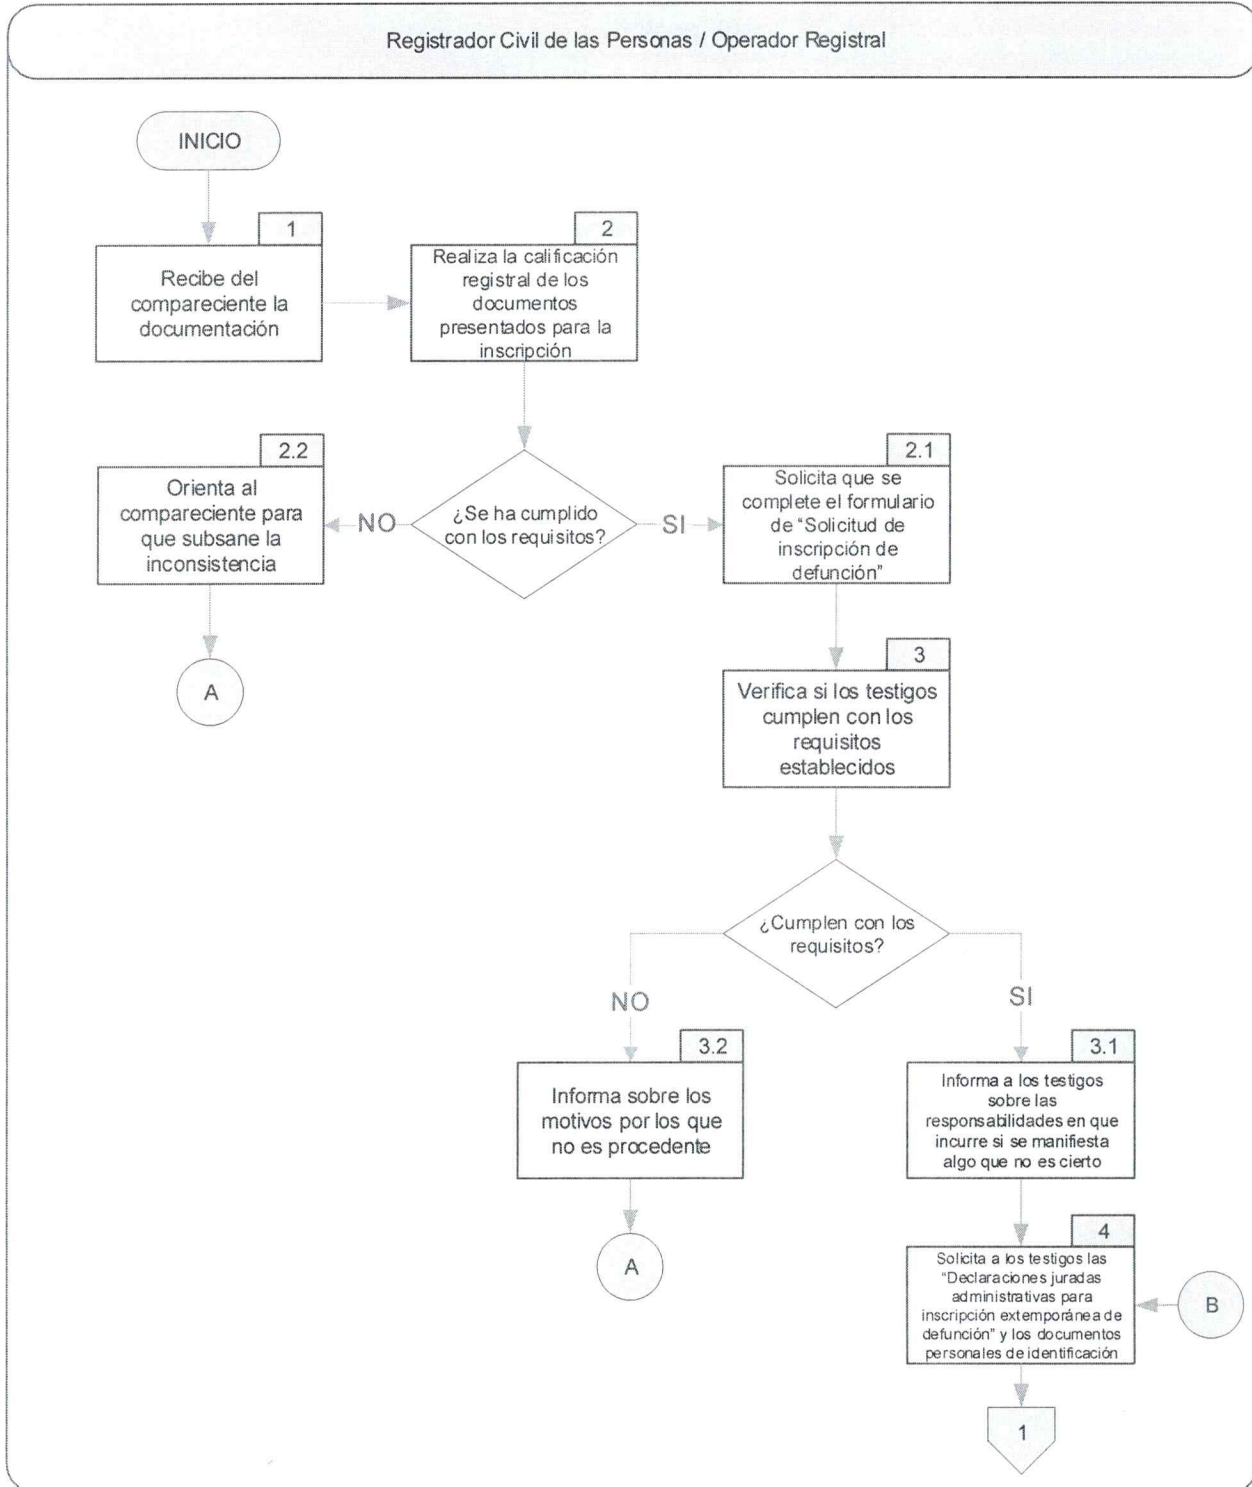 Registrador Civil de las Personas / Operador Registral
INICIO
1
Recibe del
compareciente la
documentación
2
Realiza la calificación
registral de los
documentos
presentados para la
inscripción
¿Se ha cumplido
con los requisitos?
NO
SI
2.2
Orienta al
compareciente para
que subsane la
inconsistencia
A
2.1
Solicita que se
complete el formulario
de “Solicitud de
inscripción de
defunción”
3
Verifica si los testigos
cumplen con los
requisitos
establecidos
¿Cumplen con los
requisitos?
NO
SI
3.2
Informa sobre los
motivos por los que
no es procedente
A
3.1
Informa a los testigos
sobre las
responsabilidades en que
incurre si se manifiesta
algo que no es cierto
4
Solicita a los testigos las
“Declaraciones juradas
administrativas para
inscripción extemporánea de
defunción” y los documentos
personales de identificación
B
1